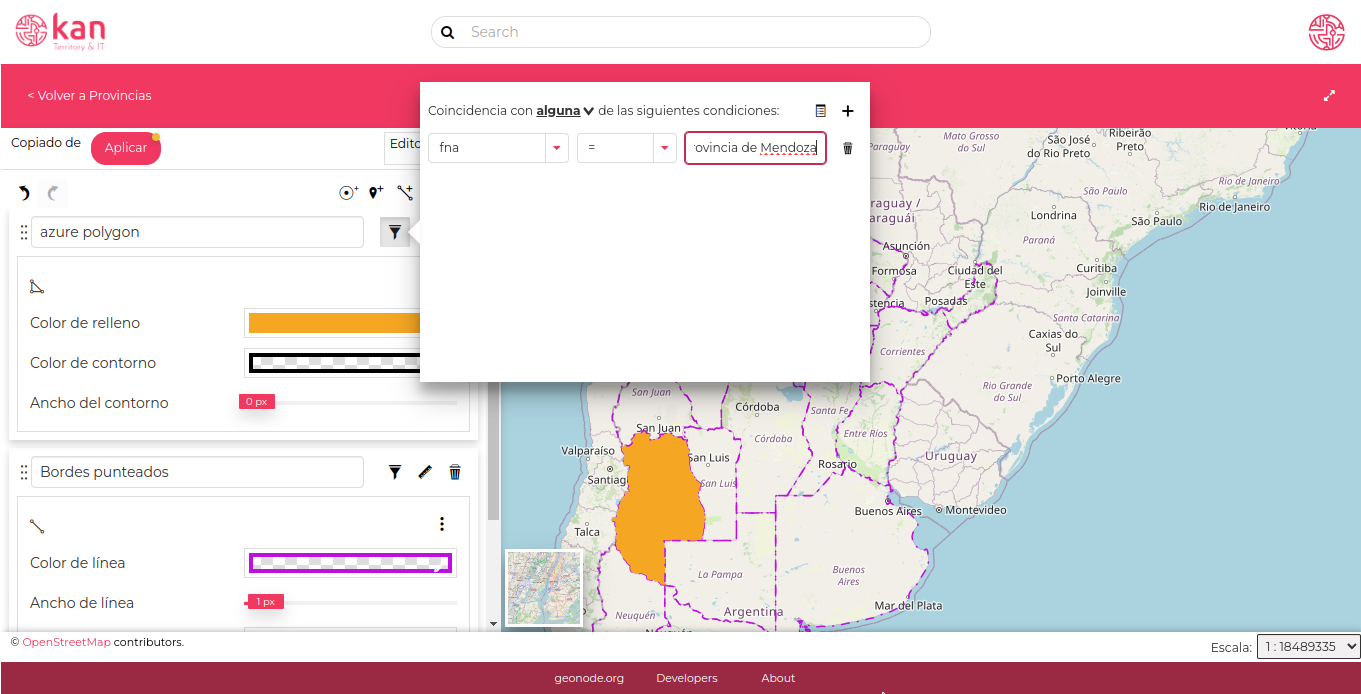 kan
Territory & IT
Search
< Volver a Provincias
Coincidencia con alguna de las siguientes condiciones:
fna
=
rovincia de Mendoza
Copiado de
Aplicar
Edito
azure polygon
Color de relleno
Color de contorno
Ancho del contorno
0 px
Bordes punteados
Color de línea
Ancho de línea
1 px
Mato Grosso
do Sul
São José
do Rio Preto
Ribeirão
Preto
Paraguay
Rio de Janeiro
Rio de Janeiro
São Paulo
São Paulo
Londrina
raguay /
araguái
Paraná
Asunción
Formosa
Ciudad del
Este
Curitiba
Joinville
stencia
Posadas
Santa Catarina
Caxias do
Sul
Corrientes
Porto Alegre
Rio Grande
do Sul
San Juan
Córdoba
Santa Fe
San Juan
Córdoba
Entre Ríos
Valparaíso
San Luis
Rosario
Uruguay
Santiag
San Luis
Buenos Aires
Montevideo
Talca
La Pampa
Buenos
Aires
Neuquén
Argentina
Mar del Plata
© OpenStreetMap contributors.
Escala:
1 : 18489335
geonode.org
Developers
About